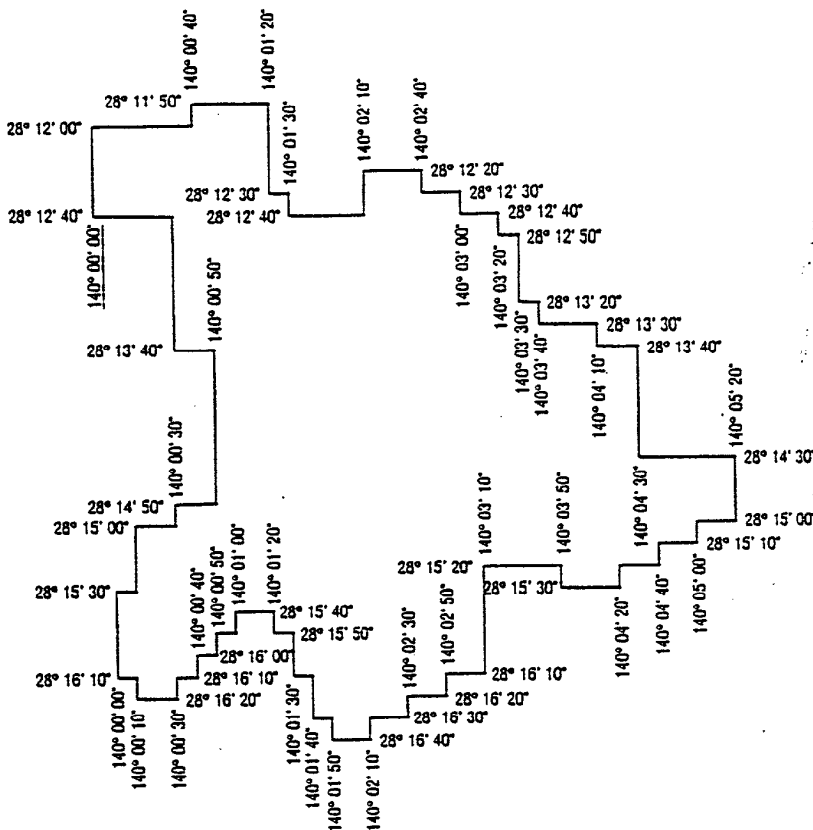 140° 00' 40"
140° 01' 20"
28° 11' 50"
28° 12' 00"
140° 01' 30"
140° 02' 10"
140° 02' 40"
28° 12' 20"
28° 12' 30"
28° 12' 30"
28° 12' 40"
28° 12' 40"
28° 12' 40"
28° 12' 50"
140° 00' 00"
140° 00' 50"
140° 03' 00"
140° 03' 20"
28° 13' 20"
28° 13' 30"
140° 03' 30"
140° 03' 40"
140° 04' 10"
28° 13' 40"
28° 13' 40"
140° 05' 20"
140° 00' 30"
28° 14' 30"
140° 03' 10"
140° 03' 50"
140° 04' 30"
28° 14' 50"
28° 15' 00"
28° 15' 00"
140° 00' 40"
140° 00' 50"
140° 01' 00"
140° 01' 20"
28° 15' 10"
28° 15' 20"
28° 15' 30"
28° 15' 30"
140° 04' 20"
140° 04' 40"
140° 05' 00"
28° 15' 40"
28° 15' 50"
140° 02' 30"
140° 02' 50"
28° 16' 00"
28° 16' 10"
28° 16' 10"
28° 16' 10"
28° 16' 20"
28° 16' 20"
28° 16' 30"
28° 16' 40"
140° 00' 00"
140° 00' 10"
140° 00' 30"
140° 01' 30"
140° 01' 40"
140° 01' 50"
140° 02' 10"